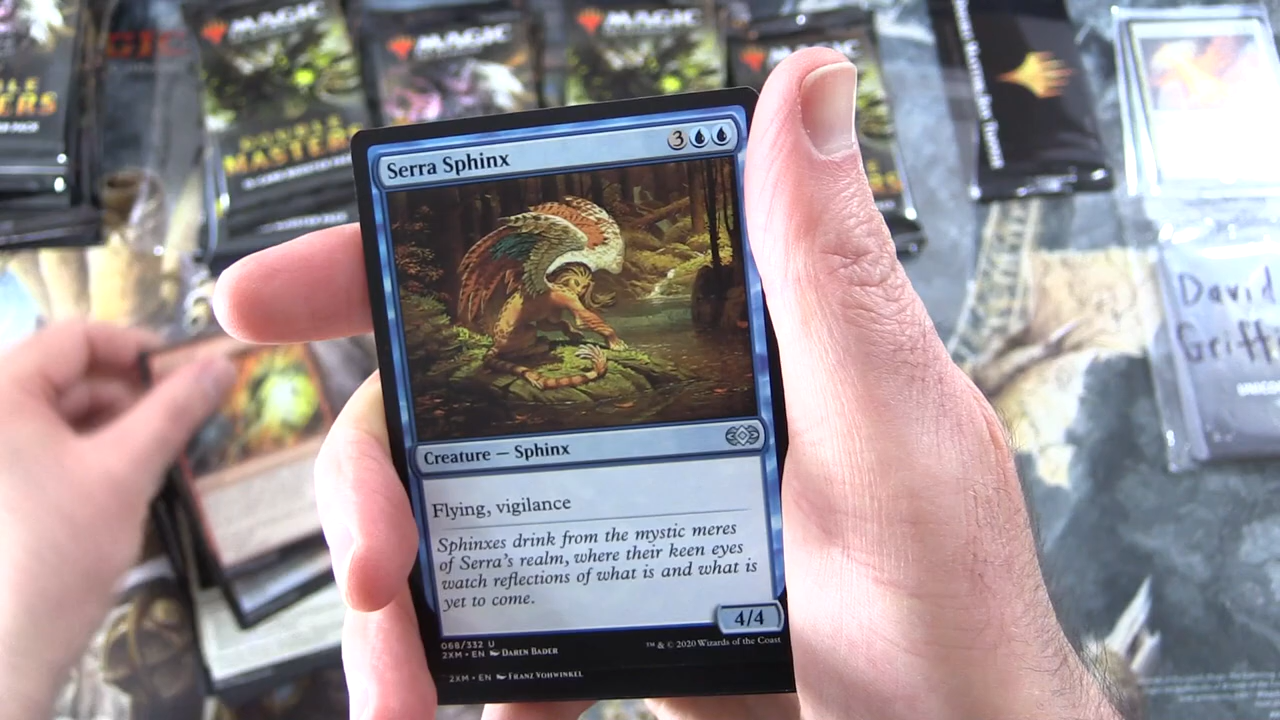 MAGIC
MAGIC
MAGIC
MAGIC
MASTERS
Serra Sphinx
3
Creature — Sphinx
Flying, vigilance
Sphinxes drink from the mystic meres
of Serra's realm, where their keen eyes
watch reflections of what is and what is
yet to come.
4/4
068/332 U
2XM • EN DAREN BADER
™ & © 2020 Wizards of the Coast
2XM • EN FRANZ VOHWINKEL
David
Griff